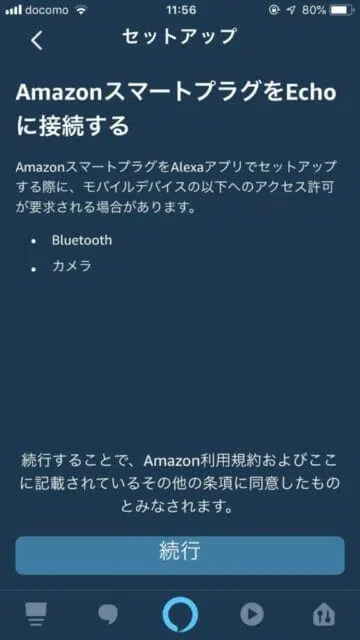 docomo 11:56 80%
セットアップ
AmazonスマートプラグをEcho
に接続する
AmazonスマートプラグをAlexaアプリでセットアップ
する際に、モバイルデバイスの以下へのアクセス許可
が要求される場合があります。
• Bluetooth
• カメラ
続行することで、Amazon利用規約およびここ
に記載されているその他の条項に同意したもの
とみなされます。
続行